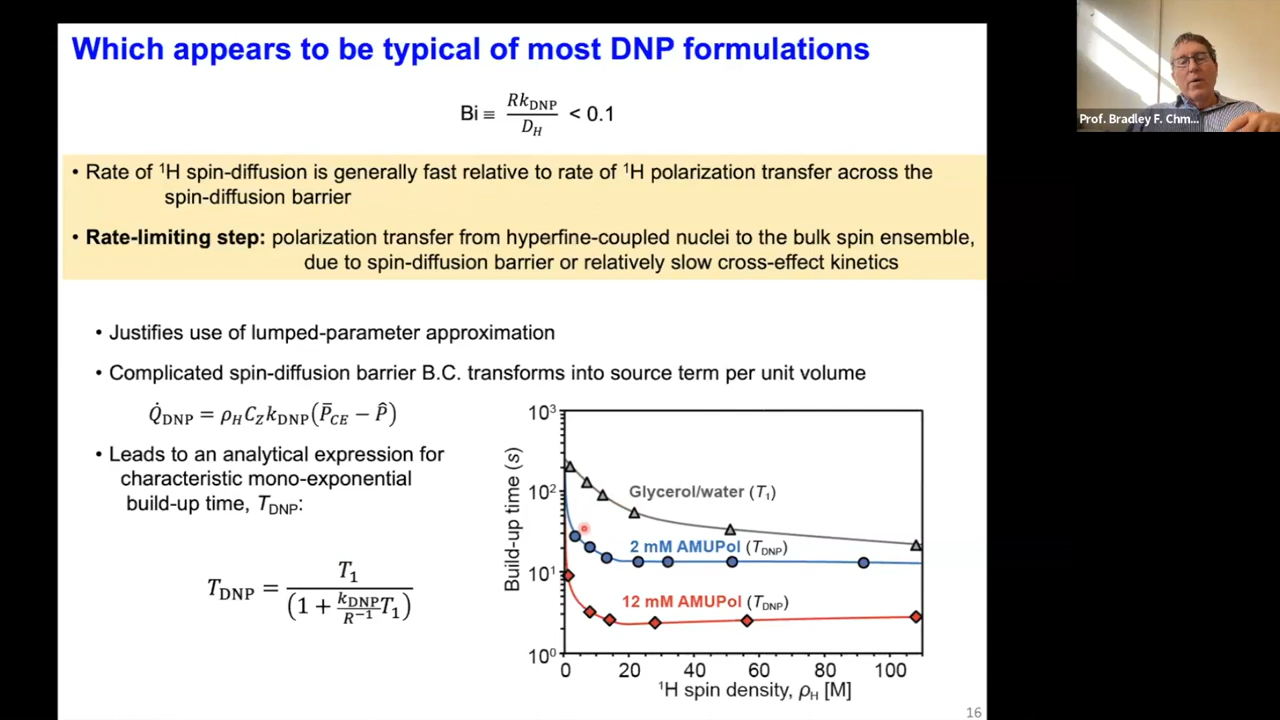 Which appears to be typical of most DNP formulations
Bi ≡ Rk_DNP / D_H < 0.1
• Rate of ¹H spin-diffusion is generally fast relative to rate of ¹H polarization transfer across the
spin-diffusion barrier
• Rate-limiting step: polarization transfer from hyperfine-coupled nuclei to the bulk spin ensemble,
due to spin-diffusion barrier or relatively slow cross-effect kinetics
• Justifies use of lumped-parameter approximation
• Complicated spin-diffusion barrier B.C. transforms into source term per unit volume
Q̇_DNP = ρ_H C_Z k_DNP (P̄_CE − P̂)
• Leads to an analytical expression for
characteristic mono-exponential
build-up time, T_DNP:
T_DNP = T₁ / (1 + k_DNP / R⁻¹ T₁)
Build-up time (s)
10³
10²
10¹
10⁰
Glycerol/water (T₁)
2 mM AMUPol (T_DNP)
12 mM AMUPol (T_DNP)
0 20 40 60 80 100
¹H spin density, ρ_H [M]
16
Prof. Bradley F. Chm...